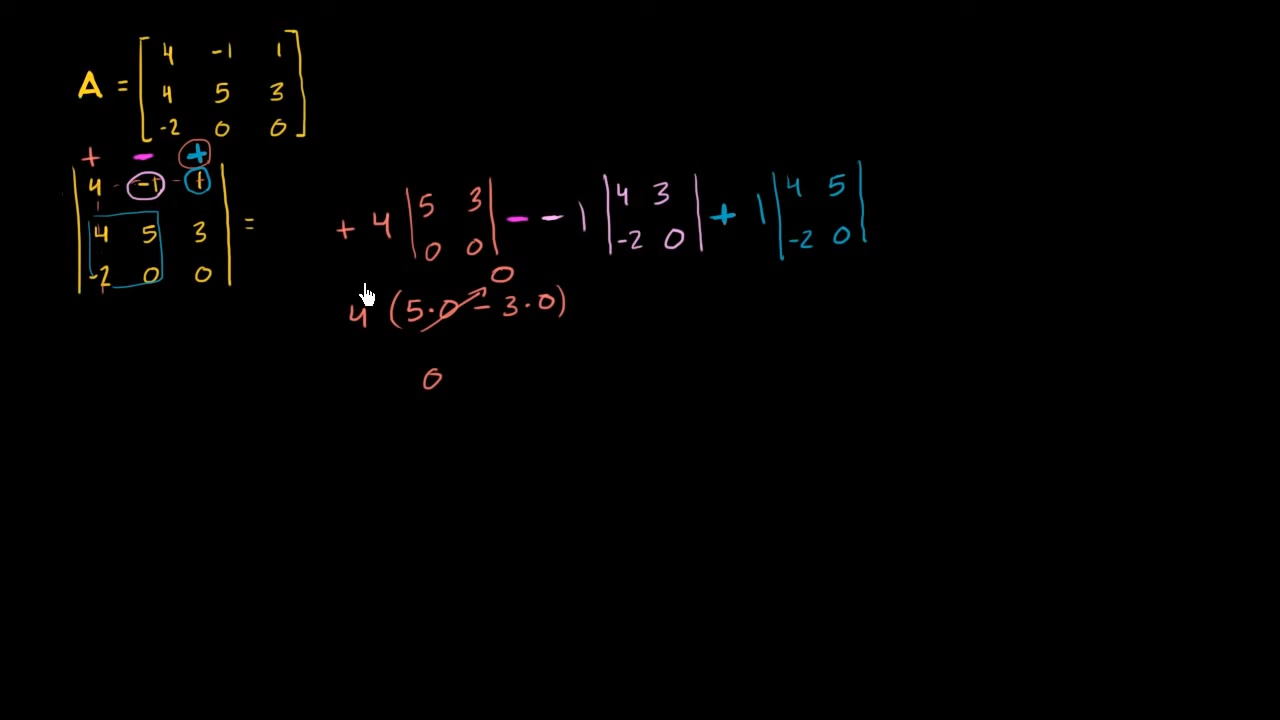 A = [ 4 -1 1
4 5 3
-2 0 0 ]
+ - +
| 4 -1 1 |
| 4 5 3 | = + 4 | 5 3 | - -1 | 4 3 | + 1 | 4 5 |
| -2 0 0 | | 0 0 | | -2 0 | | -2 0 |
0
4 (5·0 - 3·0)
0